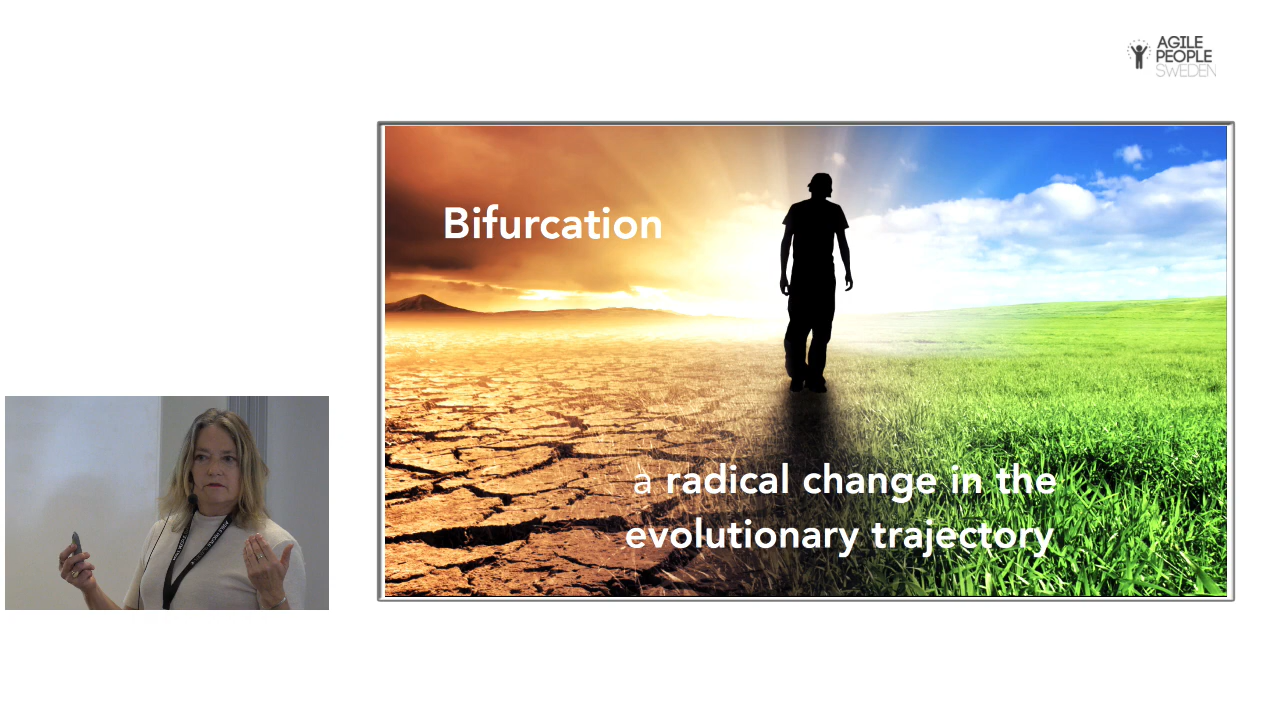 AGILE
PEOPLE
SWEDEN
Bifurcation
a radical change in the
evolutionary trajectory